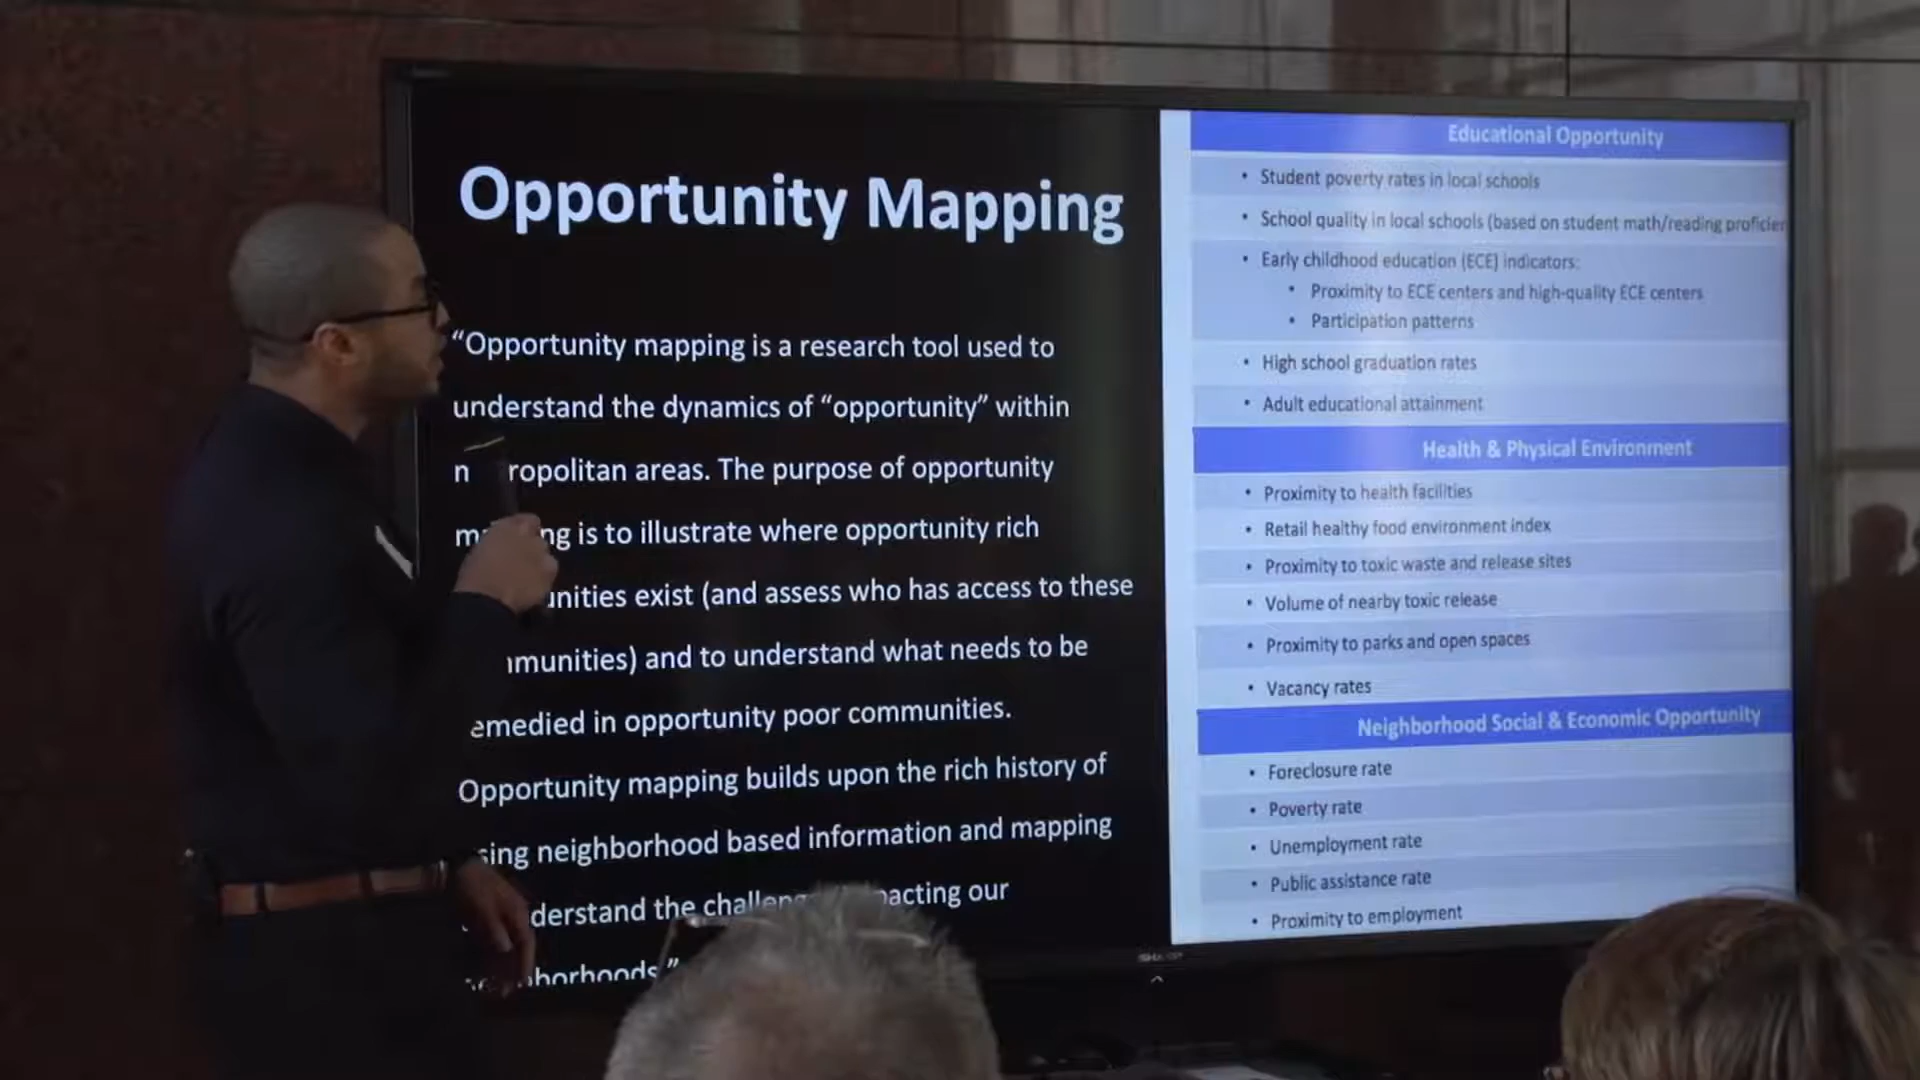 Opportunity Mapping
“Opportunity mapping is a research tool used to
understand the dynamics of “opportunity” within
ropolitan areas. The purpose of opportunity
is to illustrate where opportunity rich
exist (and assess who has access to these
and to understand what needs to be
in opportunity poor communities.
Opportunity mapping builds upon the rich history of
neighborhood based information and mapping
the our
Educational Opportunity
• Student poverty rates in local schools
• School quality in local schools (based on student math/reading proficien
• Early childhood education (ECE) indicators:
• Proximity to ECE centers and high-quality ECE centers
• Participation patterns
• High school graduation rates
• Adult educational attainment
Health & Physical Environment
• Proximity to health facilities
• Retail healthy food environment index
• Proximity to toxic waste and release sites
• Volume of nearby toxic release
• Proximity to parks and open spaces
• Vacancy rates
Neighborhood Social & Economic Opportunity
• Foreclosure rate
• Poverty rate
• Unemployment rate
• Public assistance rate
• Proximity to employment
SHARP